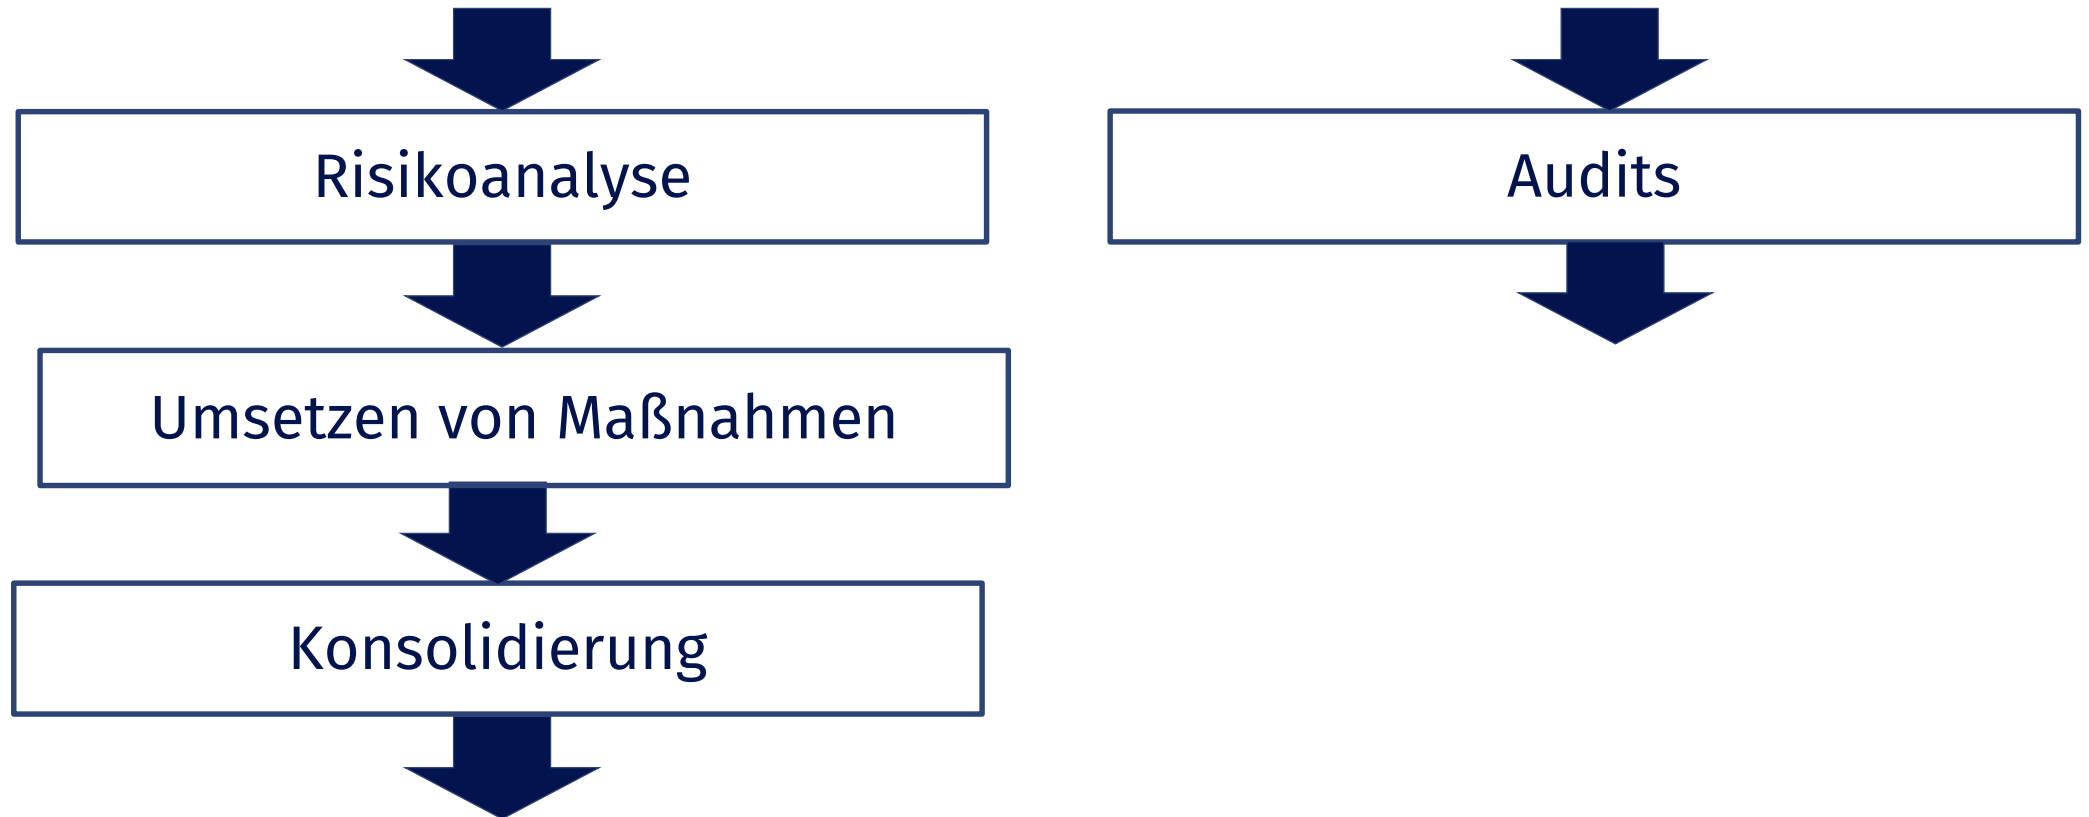 Risikoanalyse
Umsetzen von Maßnahmen
Konsolidierung
Audits